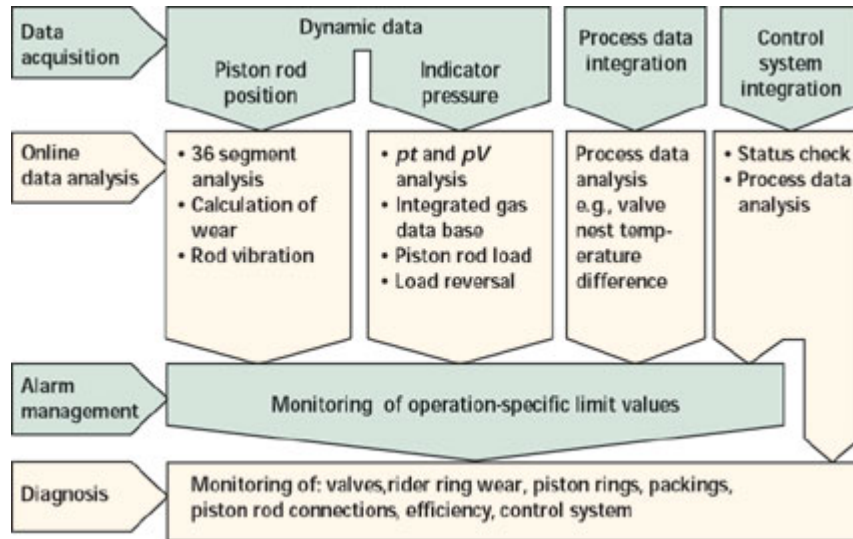 Data
acquisition
Dynamic data
Piston rod
position
Indicator
pressure
Process data
integration
Control
system
integration
Online
data analysis
• 36 segment
analysis
• Calculation of
wear
• Rod vibration
• pt and pV
analysis
• Integrated gas
data base
• Piston rod load
• Load reversal
Process data
analysis
e.g., valve
nest temp-
erature
difference
• Status check
• Process data
analysis
Alarm
management
Monitoring of operation-specific limit values
Diagnosis
Monitoring of: valves,rider ring wear, piston rings, packings,
piston rod connections, efficiency, control system